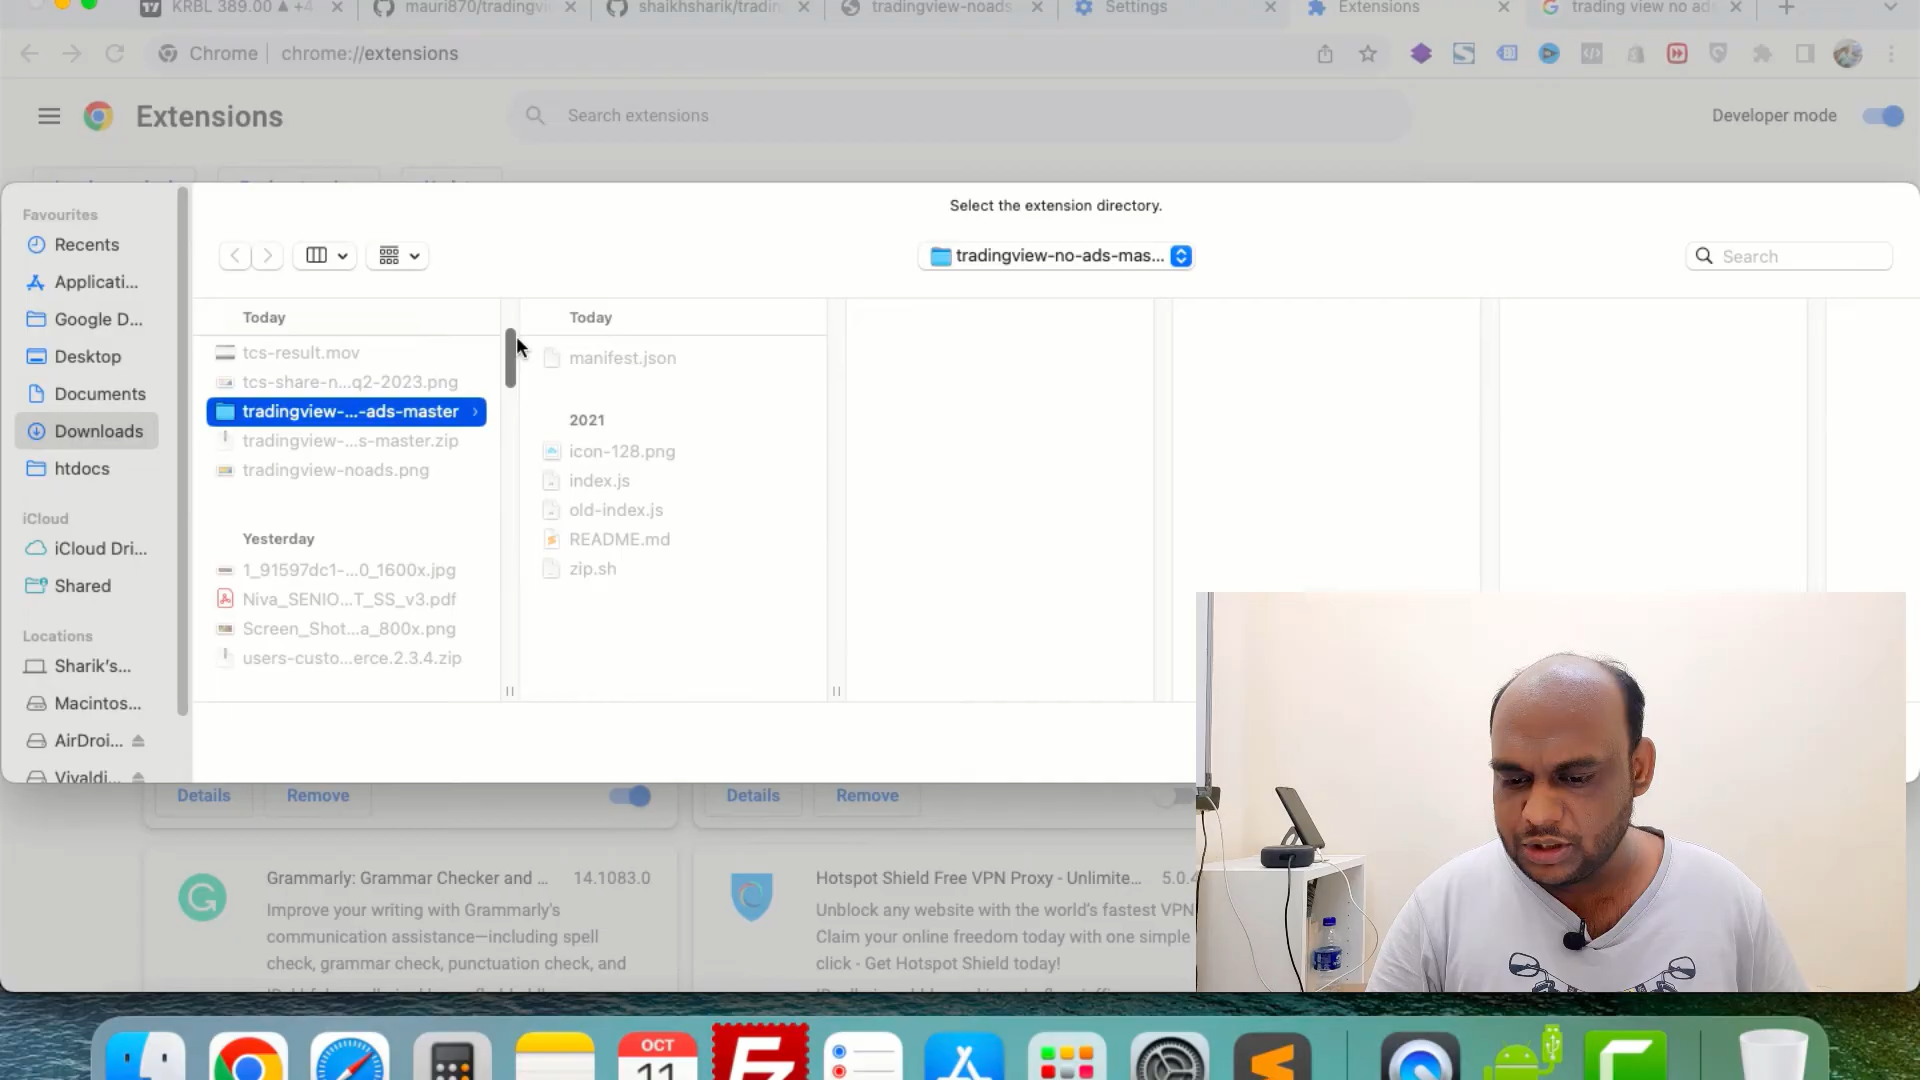 KRBL 389.00 ▲ +4
mauri870/tradingvi
shaikhsharik/tradin
tradingview-noads
Settings
Extensions
trading view no ad
Chrome
chrome://extensions
Extensions
Search extensions
Developer mode
Select the extension directory.
Favourites
Recents
Applicati...
Google D...
Desktop
Documents
Downloads
htdocs
iCloud
iCloud Dri...
Shared
Locations
Sharik's...
Macintos...
AirDroi...
Vivaldi...
tradingview-no-ads-mas...
Search
Today
tcs-result.mov
tcs-share-n...q2-2023.png
tradingview-...-ads-master
tradingview-...s-master.zip
tradingview-noads.png
Yesterday
1_91597dc1-...0_1600x.jpg
Niva_SENIO...T_SS_v3.pdf
Screen_Shot...a_800x.png
users-custo...erce.2.3.4.zip
Today
manifest.json
2021
icon-128.png
index.js
old-index.js
README.md
zip.sh
Details
Remove
Details
Remove
Grammarly: Grammar Checker and ...
14.1083.0
Improve your writing with Grammarly's
communication assistance—including spell
check, grammar check, punctuation check, and
Hotspot Shield Free VPN Proxy - Unlimite...
5.0.4
Unblock any website with the world's fastest VPN
Claim your online freedom today with one simple
click - Get Hotspot Shield today!
OCT
11